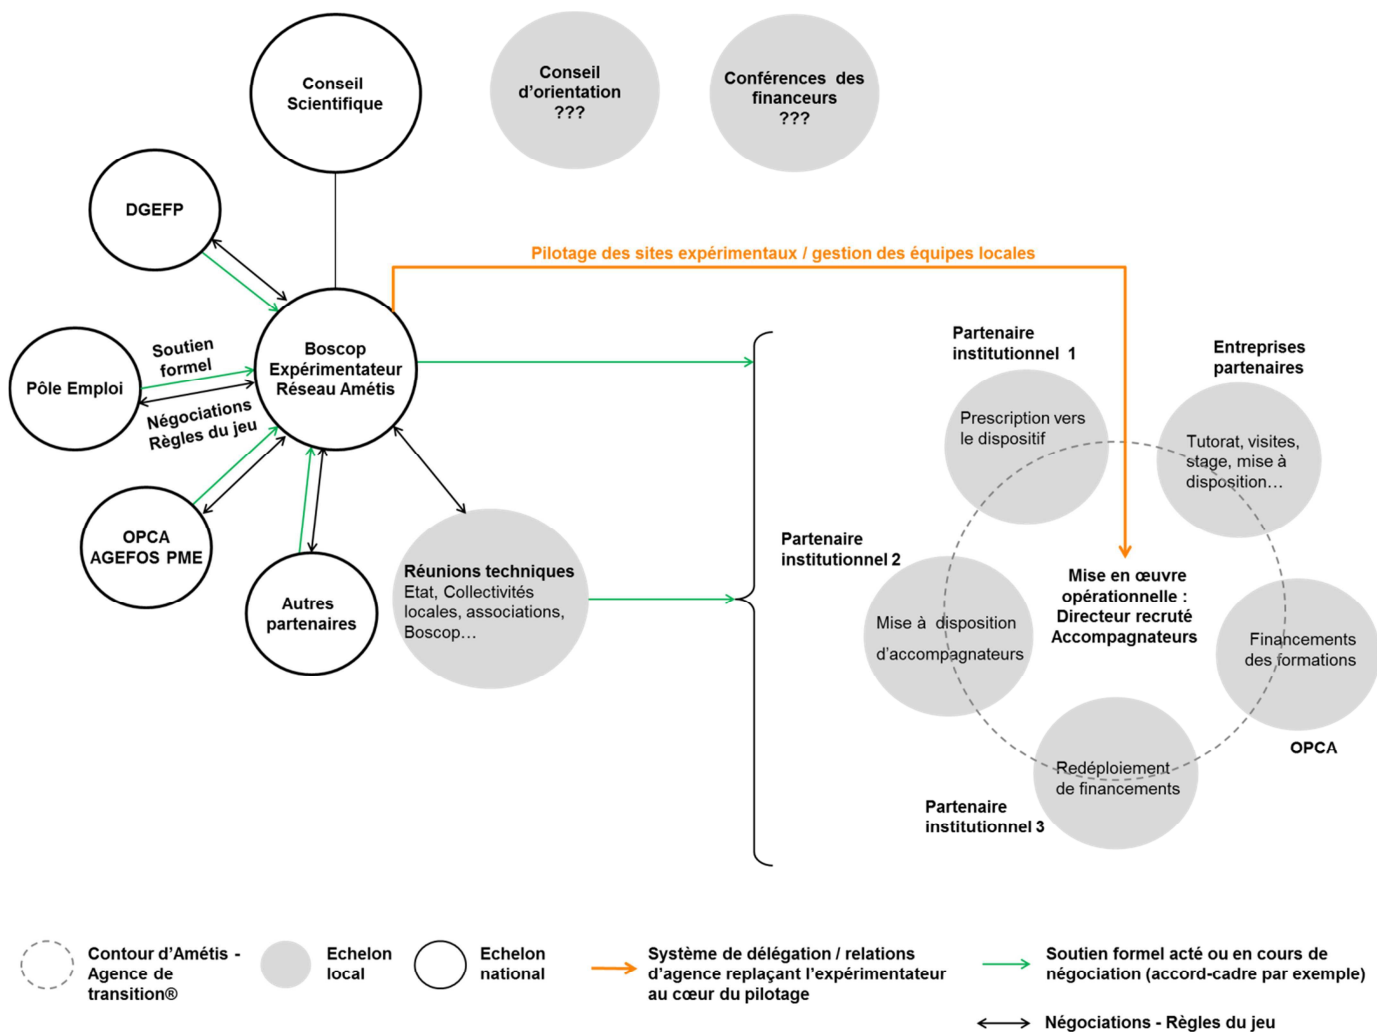 Conseil
Scientifique
Conseil
d'orientation
???
Conférences des
financeurs
???
DGEFP
Pilotage des sites expérimentaux / gestion des équipes locales
Soutien
formel
Pôle Emploi
Négociations
Règles du jeu
Boscop
Expérimentateur
Réseau Amétis
OPCA
AGEFOS PME
Autres
partenaires
Réunions techniques
Etat, Collectivités
locales, associations,
Boscop…
Partenaire
institutionnel 1
Prescription vers
le dispositif
Entreprises
partenaires
Tutorat, visites,
stage, mise à
disposition…
Partenaire
institutionnel 2
Mise à disposition
d'accompagnateurs
Mise en œuvre
opérationnelle :
Directeur recruté
Accompagnateurs
Financements
des formations
OPCA
Redéploiement
de financements
Partenaire
institutionnel 3
Contour d'Amétis -
Agence de
transition®
Echelon
local
Echelon
national
Système de délégation / relations
d'agence replaçant l'expérimentateur
au cœur du pilotage
Soutien formel acté ou en cours de
négociation (accord-cadre par exemple)
Négociations - Règles du jeu